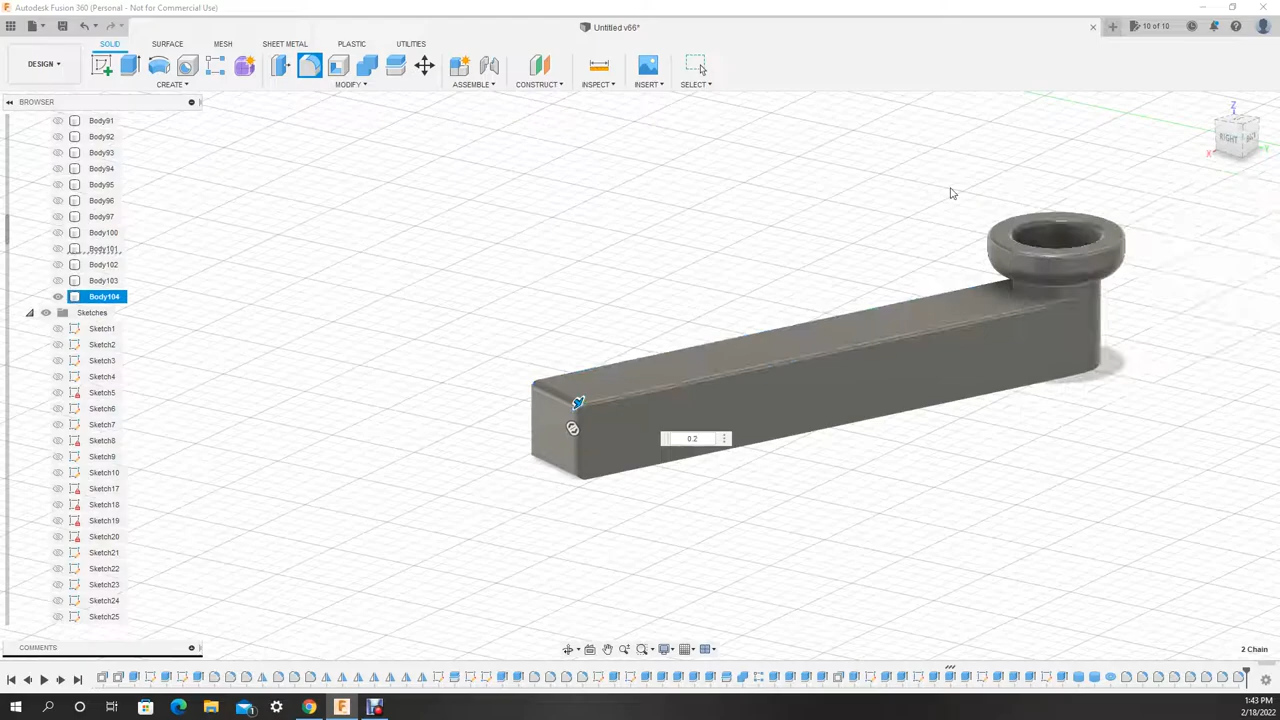 Autodesk Fusion 360 (Personal - Not for Commercial Use)
Untitled v66*
10 of 10
DESIGN
SOLID SURFACE MESH SHEET METAL PLASTIC UTILITIES
CREATE MODIFY ASSEMBLE CONSTRUCT INSPECT INSERT SELECT
BROWSER
Body91
Body92
Body93
Body94
Body95
Body96
Body97
Body100
Body101
Body102
Body103
Body104
Sketches
Sketch1
Sketch2
Sketch3
Sketch4
Sketch5
Sketch6
Sketch7
Sketch8
Sketch9
Sketch10
Sketch17
Sketch18
Sketch19
Sketch20
Sketch21
Sketch22
Sketch23
Sketch24
Sketch25
Z
RIGHT
X
Y
0.2
COMMENTS
2 Chain
1:43 PM
2/18/2022